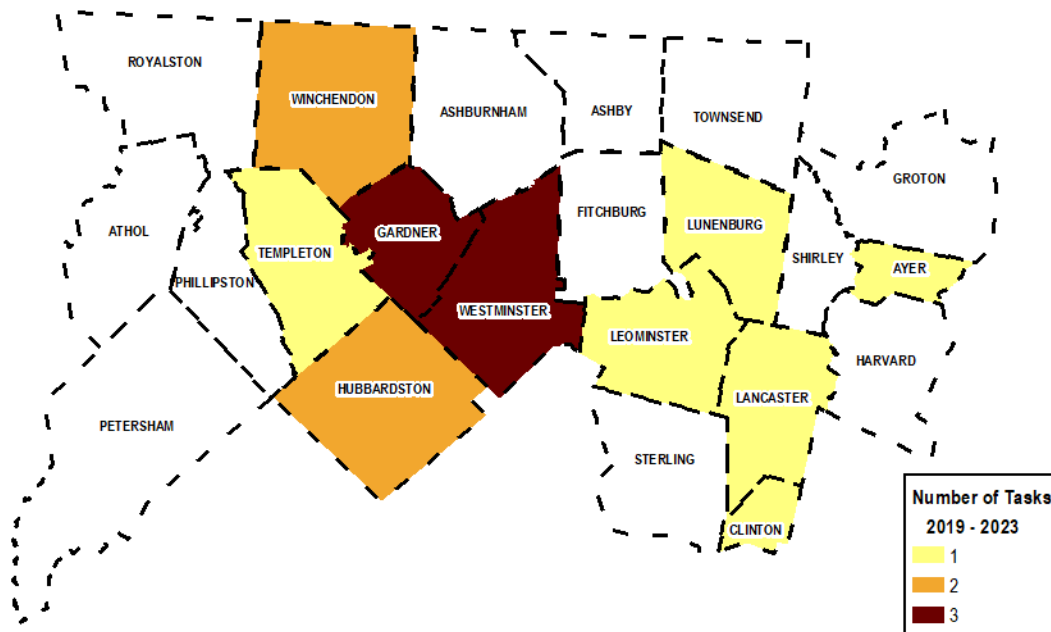 ROYALSTON
WINCHENDON
ASHBURNHAM
ASHBY
TOWNSEND
GROTON
ATHOL
PHILLIPSTON
TEMPLETON
GARDNER
FITCHBURG
LUNENBURG
SHIRLEY
AYER
WESTMINSTER
LEOMINSTER
HARVARD
HUBBARDSTON
LANCASTER
PETERSHAM
STERLING
CLINTON
Number of Tasks
2019 - 2023
1
2
3